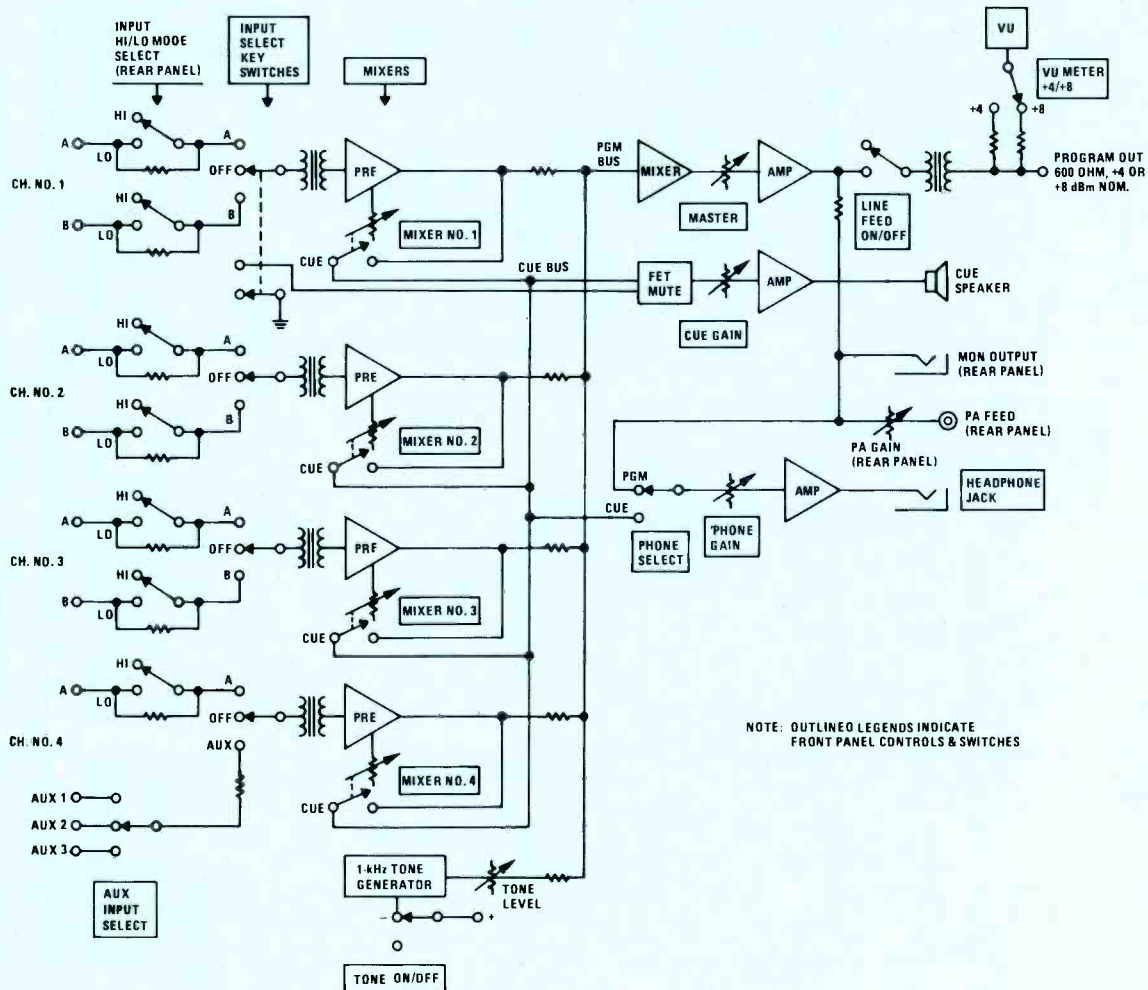 INPUT
HI/LO MODE
SELECT
(REAR PANEL)
INPUT
SELECT
KEY
SWITCHES
MIXERS
VU
VU METER
+4/+8
+4
+8
HI
A
LO
A
OFF
CH. NO. 1
HI
B
LO
B
PRE
MIXER NO. 1
CUE
PGM
BUS
MIXER
MASTER
AMP
LINE
FEED
ON/OFF
PROGRAM OUT
600 OHM, +4 OR
+8 dBm NOM.
CUE BUS
FET
MUTE
CUE GAIN
AMP
CUE
SPEAKER
HI
A
LO
A
OFF
CH. NO. 2
HI
B
LO
B
PRE
MIXER NO. 2
CUE
MON OUTPUT
(REAR PANEL)
PA FEED
(REAR PANEL)
PA GAIN
(REAR PANEL)
PGM
CUE
PHONE
SELECT
'PHONE
GAIN
AMP
HEADPHONE
JACK
HI
A
LO
A
OFF
CH. NO. 3
HI
B
LO
B
PRE
MIXER NO. 3
CUE
HI
A
LO
A
OFF
CH. NO. 4
AUX
PRE
MIXER NO. 4
CUE
NOTE: OUTLINEO LEGENDS INDICATE
FRONT PANEL CONTROLS & SWITCHES
AUX 1
AUX 2
AUX 3
AUX
INPUT
SELECT
1-kHz TONE
GENERATOR
TONE
LEVEL
–
+
TONE ON/OFF